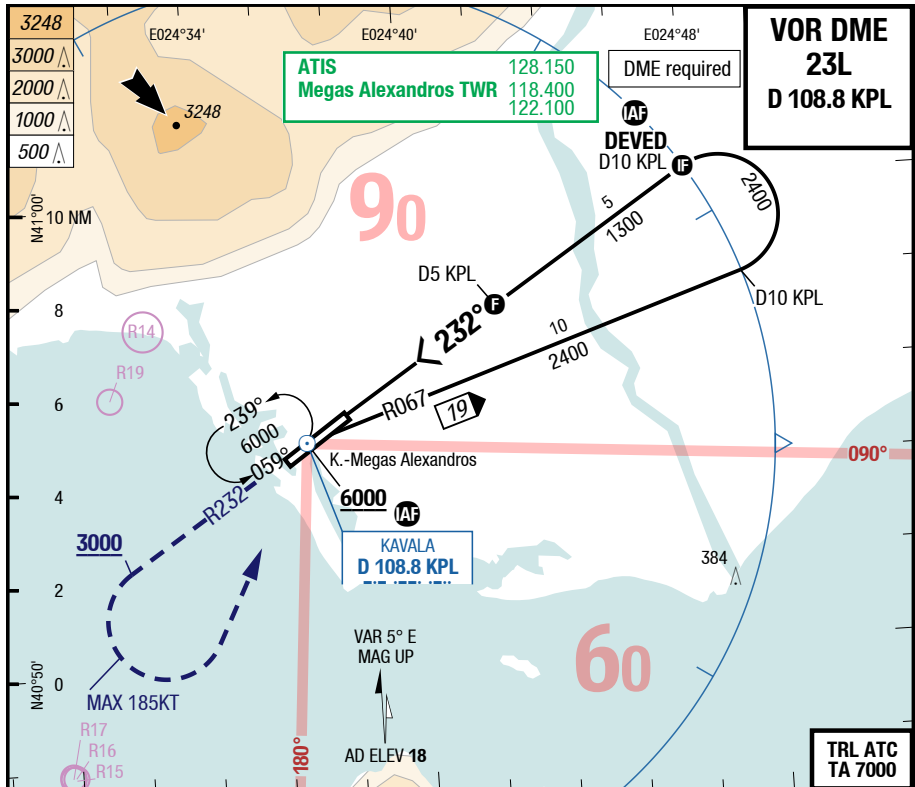 3248
3000
2000
1000
500
E024°34'
E024°40'
E024°48'
ATIS 128.150
Megas Alexandros TWR 118.400
122.100
DME required
VOR DME
23L
D 108.8 KPL
3248
IAF
DEVED
D10 KPL
IF
2400
90
5
1300
N41°00'
10 NM
D5 KPL
F
D10 KPL
232°
10
2400
8
R14
R19
6
R067
19
239°
6000
059°
K.-Megas Alexandros
090°
R232
6000
IAF
4
3000
KAVALA
D 108.8 KPL
384
2
VAR 5° E
MAG UP
60
N40°50'
0
MAX 185KT
R17
R16
R15
180°
AD ELEV 18
TRL ATC
TA 7000